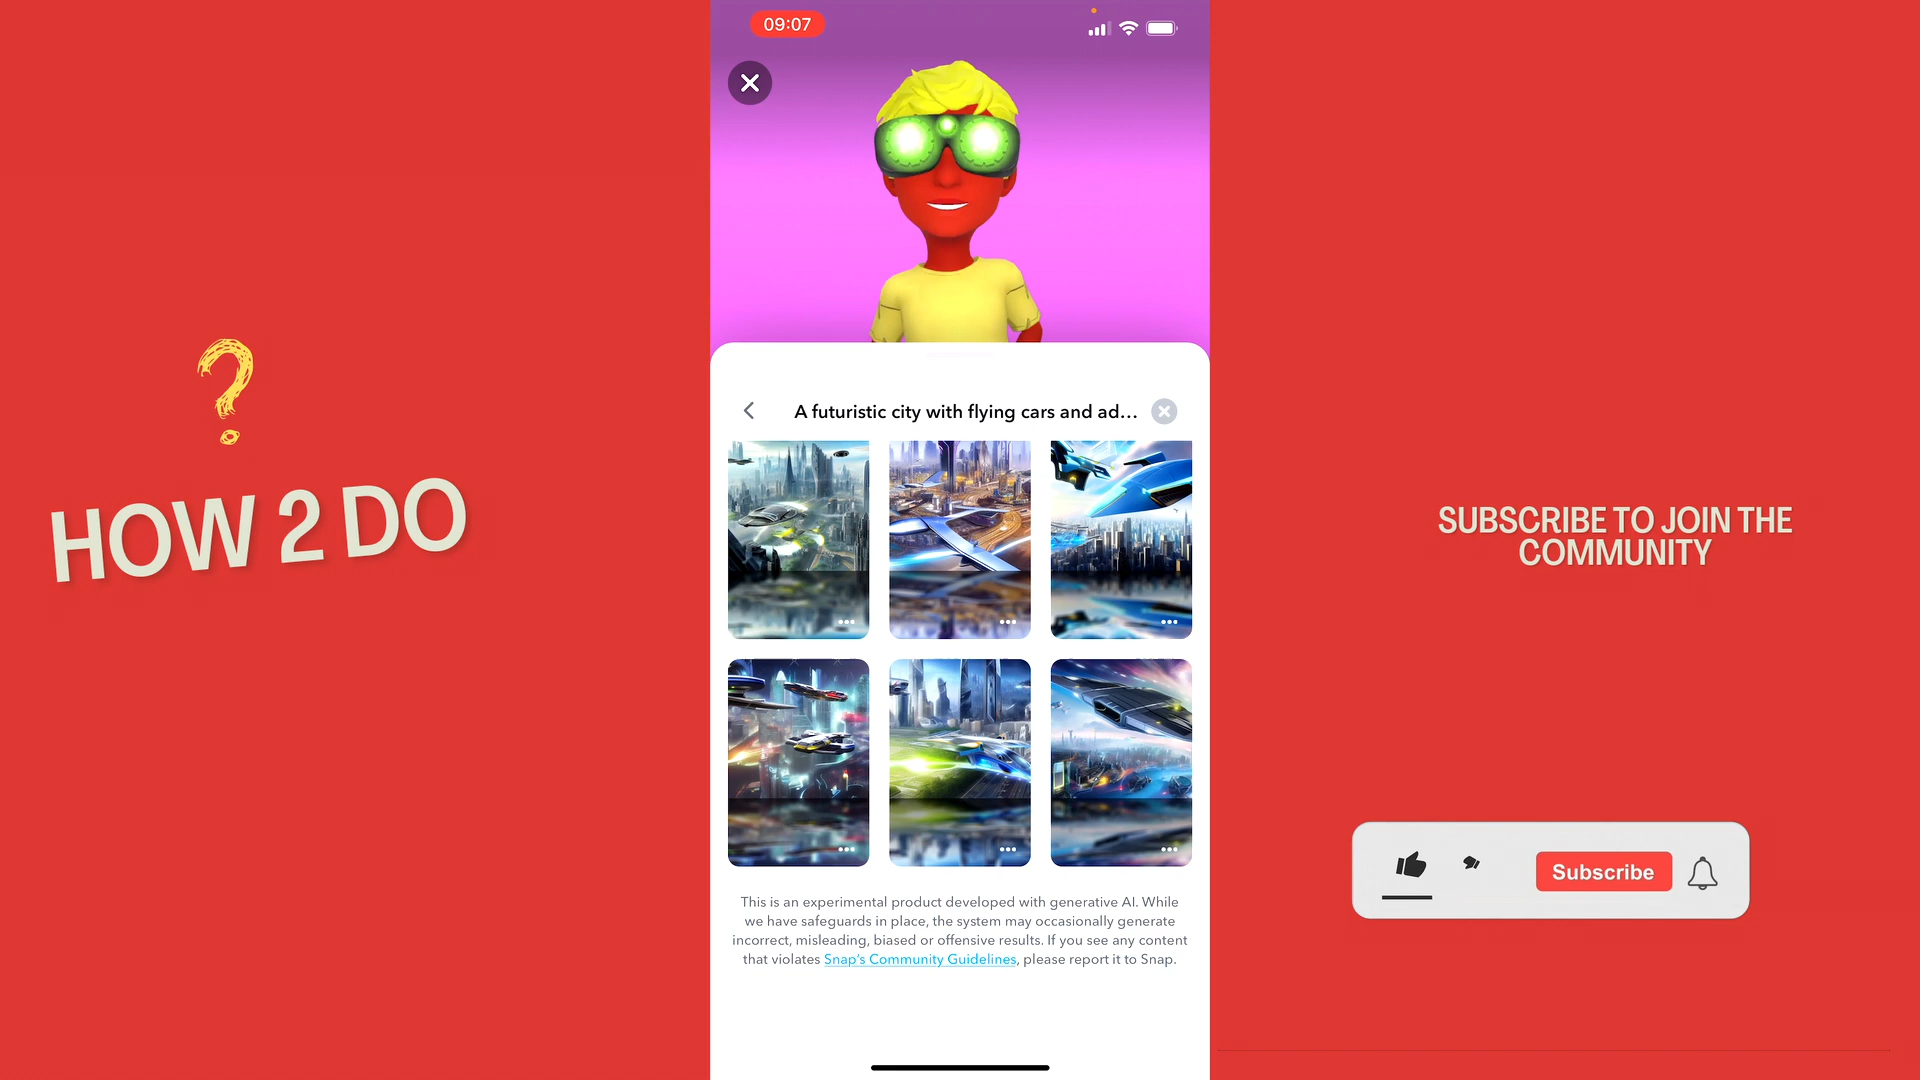 09:07
?
HOW 2 DO
A futuristic city with flying cars and ad...
This is an experimental product developed with generative AI. While
we have safeguards in place, the system may occasionally generate
incorrect, misleading, biased or offensive results. If you see any content
that violates Snap's Community Guidelines, please report it to Snap.
SUBSCRIBE TO JOIN THE
COMMUNITY
Subscribe